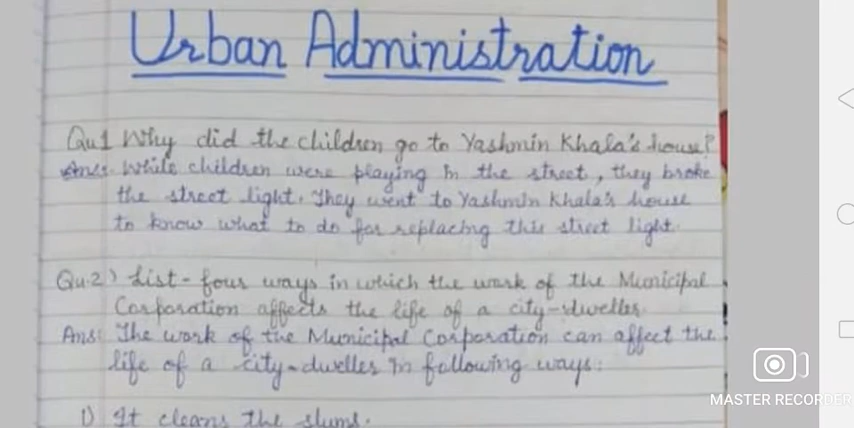 Urban Administration
Qu1 Why did the children go to Yashmin Khala's house?
Ans: While children were playing in the street, they broke
the street light. They went to Yashmin Khala's house
to know what to do for replacing this street light.
Qu.2) List - four ways in which the work of the Municipal
Corporation affects the life of a city-dweller.
Ans: The work of the Municipal Corporation can affect the
life of a city-dweller in following ways:
1) It cleans the slums.
MASTER RECORDER